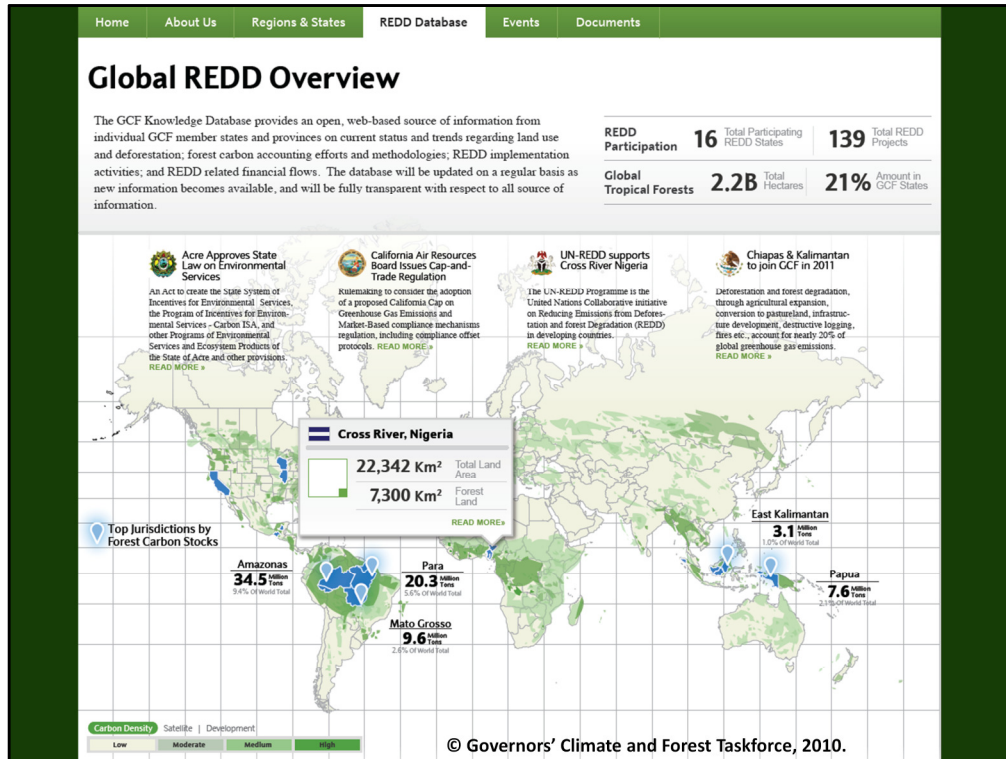 Home About Us Regions & States REDD Database Events Documents
Global REDD Overview
The GCF Knowledge Database provides an open, web-based source of information from
individual GCF member states and provinces on current status and trends regarding land use
and deforestation; forest carbon accounting efforts and methodologies; REDD implementation
activities; and REDD related financial flows. The database will be updated on a regular basis as
new information becomes available, and will be fully transparent with respect to all source of
information.
REDD
Participation
16 Total Participating
REDD States
139 Total REDD
Projects
Global
Tropical Forests
2.2B Total
Hectares
21% Amount in
GCF States
Acre Approves State
Law on Environmental
Services
An Act to create the State System of
Incentives for Environmental Services,
the Program of Incentives for Environ-
mental Services - Carbon ISA, and
other Programs of Environmental
Services and Ecosystem Products of
the State of Acre and other provisions.
READ MORE »
California Air Resources
Board Issues Cap-and-
Trade Regulation
Rulemaking to consider the adoption
of a proposed California Cap on
Greenhouse Gas Emissions and
Market-Based compliance mechanisms
regulation, including compliance offset
protocols. READ MORE »
UN-REDD supports
Cross River Nigeria
The UN-REDD Programme is the
United Nations Collaborative initiative
on Reducing Emissions from Defores-
tation and forest Degradation (REDD)
in developing countries.
READ MORE »
Chiapas & Kalimantan
to join GCF in 2011
Deforestation and forest degradation,
through agricultural expansion,
conversion to pastureland, infrastruc-
ture development, destructive logging,
fires etc., account for nearly 20% of
global greenhouse gas emissions.
READ MORE »
Cross River, Nigeria
22,342 Km² Total Land
Area
7,300 Km² Forest
Land
READ MORE»
Top Jurisdictions by
Forest Carbon Stocks
Amazonas
34.5 Million
Tons
9.4% Of World Total
Para
20.3 Million
Tons
5.6% Of World Total
Mato Grosso
9.6 Million
Tons
2.6% Of World Total
East Kalimantan
3.1 Million
Tons
1.0% Of World Total
Papua
7.6 Million
Tons
2.1% Of World Total
Carbon Density Satellite | Development
Low Moderate Medium High
© Governors' Climate and Forest Taskforce, 2010.